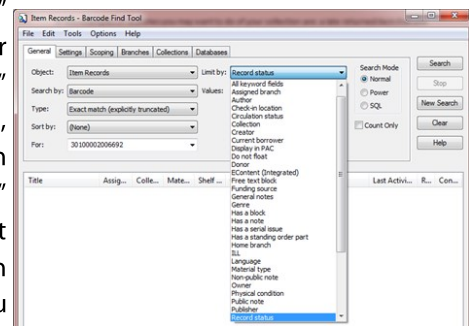 ”
Item Records - Barcode Find Tool
File Edit Tools Options Help
r
General Settings Scoping Branches Collections Databases
”
Object: Item Records Limit by: Record status Search Mode Search
Search by: Barcode Values: All keyword fields Normal Stop
Assigned branch
Author Power
Type: Exact match (explicitly truncated) Check-in location SQL New Search
,
Circulation status
Sort by: (None) Collection Count Only Clear
Creator
n
Current borrower
For: 30100002006692 Display in PAC Help
Do not float
Donor
Title Assig... Colle... Mate... Shelf ... EContent (Integrated) Last Activi... R... Con...
”
Free text block
Funding source
General notes
Genre
t
Has a block
Has a note
Has a serial issue
Has a standing order part
n
Home branch
ILL
Language
Material type
Non-public note
Owner
u
Physical condition
Public note
Publisher
Record status